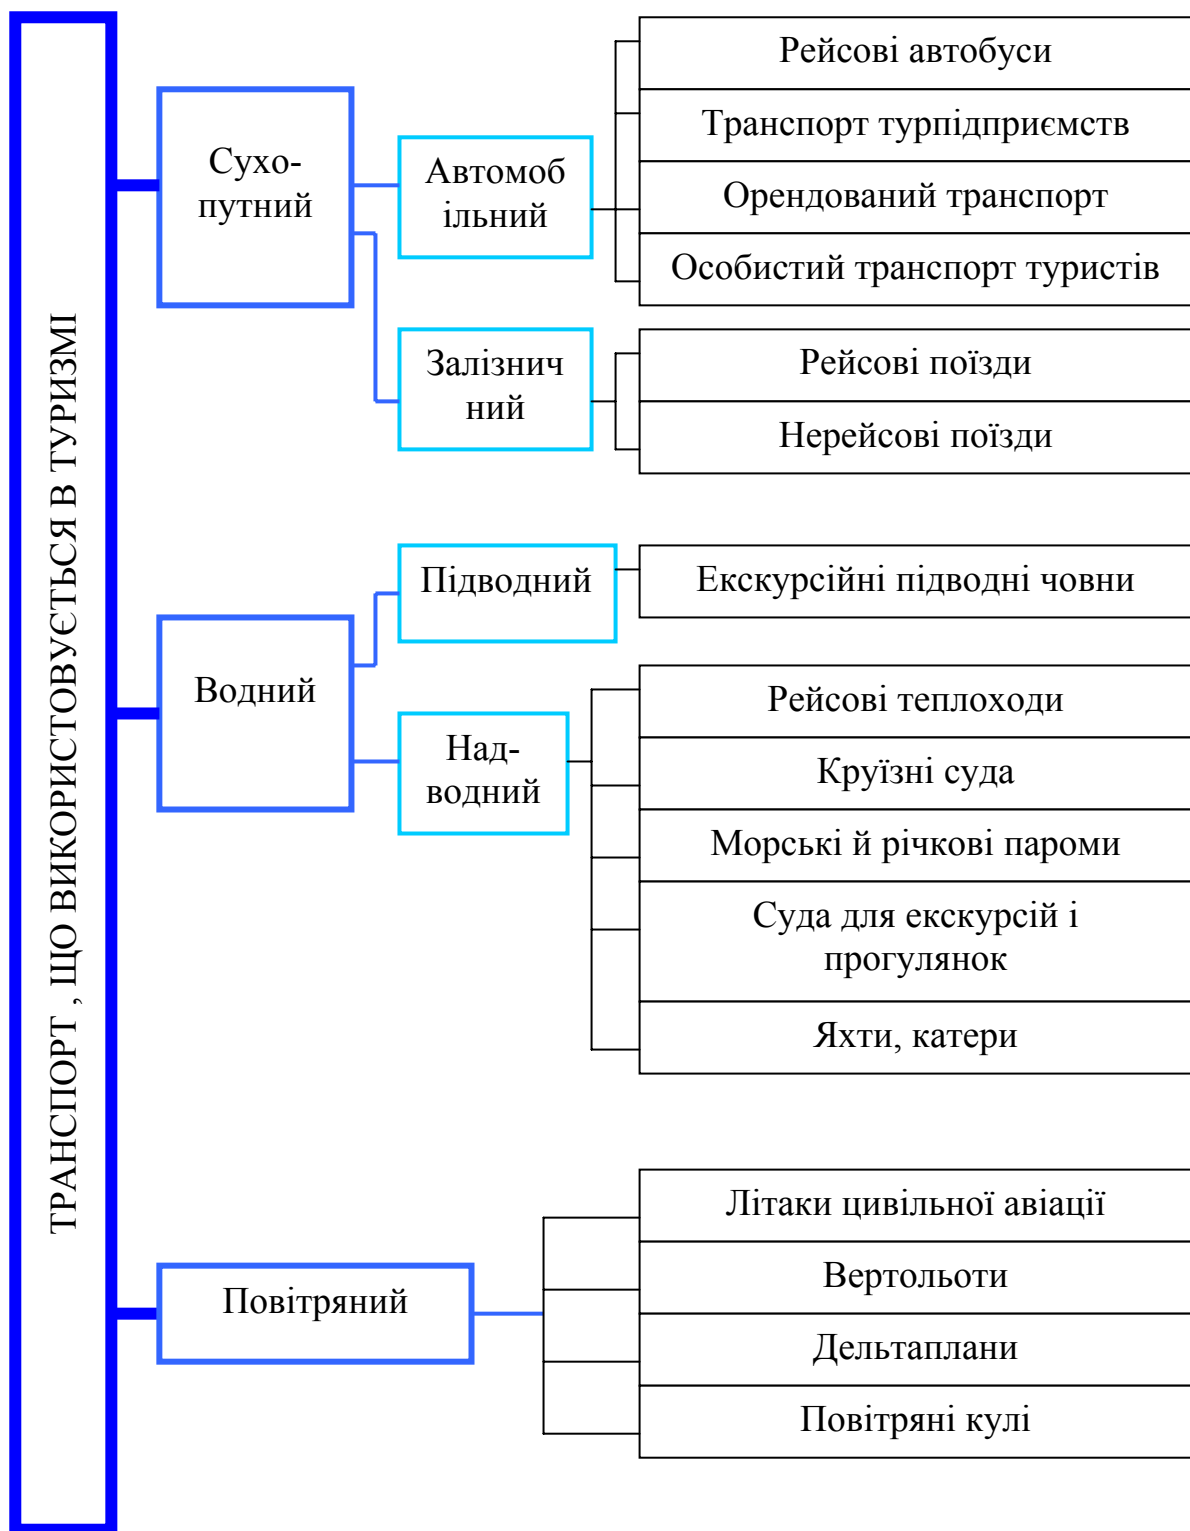 ТРАНСПОРТ , ЩО ВИКОРИСТОВУЄТЬСЯ В ТУРИЗМІ
Сухо-
путний
Автомоб
ільний
Рейсові автобуси
Транспорт турпідприємств
Орендований транспорт
Особистий транспорт туристів
Залізнич
ний
Рейсові поїзди
Нерейсові поїзди
Водний
Підводний
Екскурсійні підводні човни
Над-
водний
Рейсові теплоходи
Круїзні суда
Морські й річкові пароми
Суда для екскурсій і
прогулянок
Яхти, катери
Повітряний
Літаки цивільної авіації
Вертольоти
Дельтаплани
Повітряні кулі